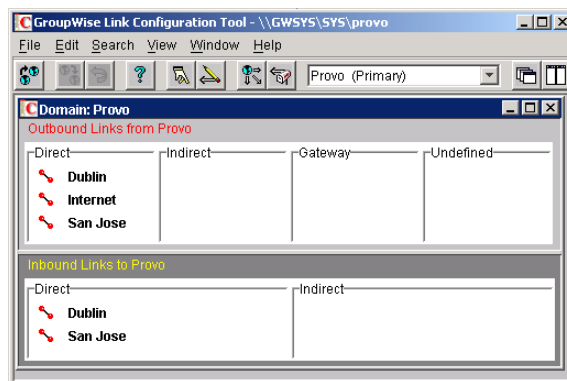 GroupWise Link Configuration Tool - \\GWSYS\SYS\provo
File Edit Search View Window Help
Provo (Primary)
Domain: Provo
Outbound Links from Provo
Direct Indirect Gateway Undefined
Dublin
Internet
San Jose
Inbound Links to Provo
Direct Indirect
Dublin
San Jose